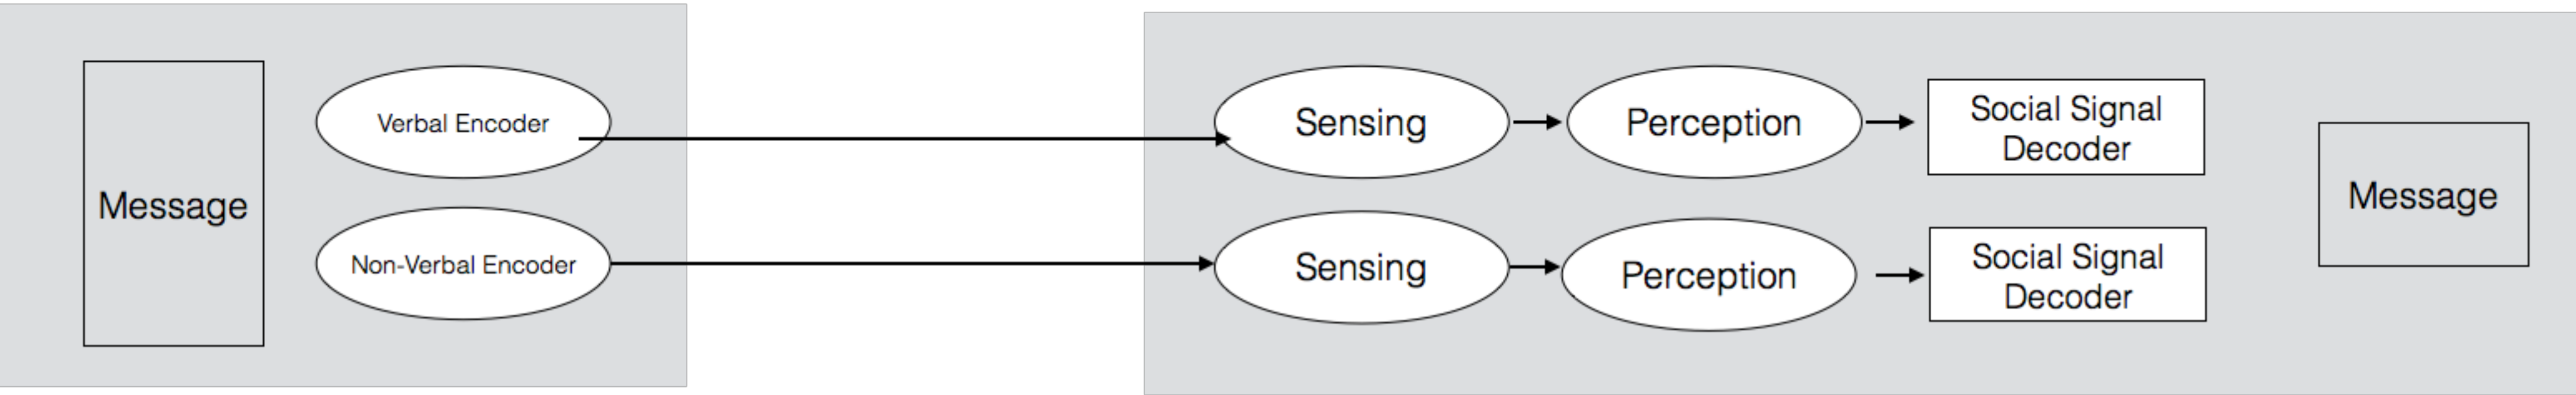 Message
Verbal Encoder
Non-Verbal Encoder
Sensing
Perception
Social Signal
Decoder
Sensing
Perception
Social Signal
Decoder
Message